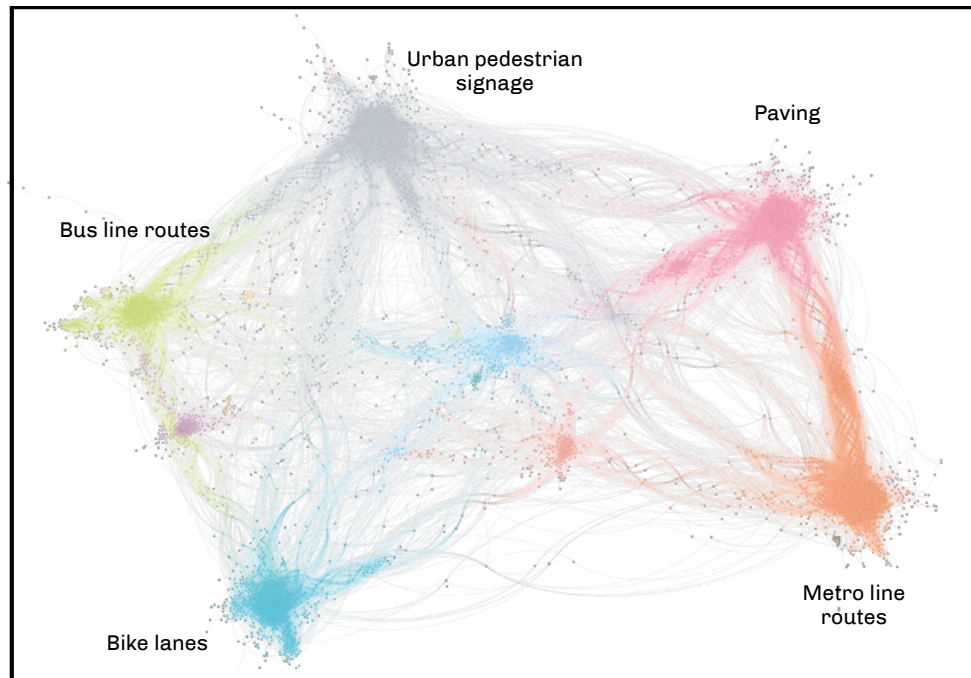 Urban pedestrian
signage
Paving
Bus line routes
Metro line
routes
Bike lanes